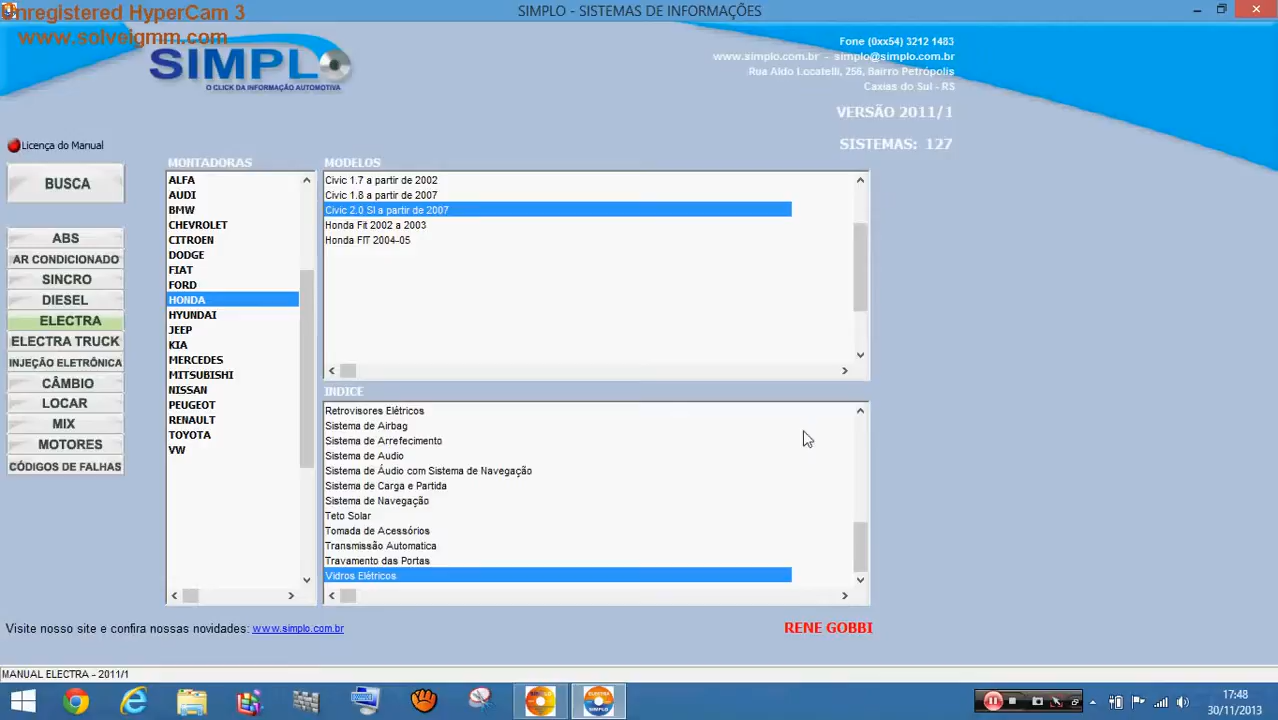 Unregistered HyperCam 3
www.solveigmm.com
SIMPLO - SISTEMAS DE INFORMAÇÕES
SIMPLO
O CLICK DA INFORMAÇÃO AUTOMOTIVA
Fone (0xx54) 3212 1483
www.simplo.com.br - simplo@simplo.com.br
Rua Aldo Locatelli, 256, Bairro Petrópolis
Caxias do Sul - RS
VERSÃO 2011/1
SISTEMAS: 127
Licença do Manual
BUSCA
ABS
AR CONDICIONADO
SINCRO
DIESEL
ELECTRA
ELECTRA TRUCK
INJEÇÃO ELETRÔNICA
CÂMBIO
LOCAR
MIX
MOTORES
CÓDIGOS DE FALHAS
MONTADORAS
ALFA
AUDI
BMW
CHEVROLET
CITROEN
DODGE
FIAT
FORD
HONDA
HYUNDAI
JEEP
KIA
MERCEDES
MITSUBISHI
NISSAN
PEUGEOT
RENAULT
TOYOTA
VW
MODELOS
Civic 1.7 a partir de 2002
Civic 1.8 a partir de 2007
Civic 2.0 SI a partir de 2007
Honda Fit 2002 a 2003
Honda FIT 2004-05
INDICE
Retrovisores Elétricos
Sistema de Airbag
Sistema de Arrefecimento
Sistema de Audio
Sistema de Áudio com Sistema de Navegação
Sistema de Carga e Partida
Sistema de Navegação
Teto Solar
Tomada de Acessórios
Transmissão Automatica
Travamento das Portas
Vidros Elétricos
Visite nosso site e confira nossas novidades: www.simplo.com.br
RENE GOBBI
MANUAL ELECTRA - 2011/1
SIMPLO
ELECTRA
SIMPLO
17:48
30/11/2013